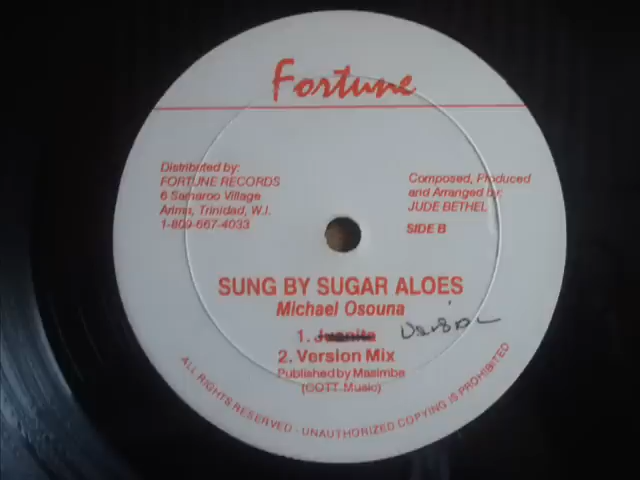 Fortune
Distributed by:
FORTUNE RECORDS
6 Samaroo Village
Arima, Trinidad, W.I.
1-809-667-4033
Composed, Produced
and Arranged by:
JUDE BETHEL
SIDE B
SUNG BY SUGAR ALOES
Michael Osouna
1. Juanita Version
2. Version Mix
Published by Masimba
(COTT Music)
ALL RIGHTS RESERVED - UNAUTHORIZED COPYING IS PROHIBITED